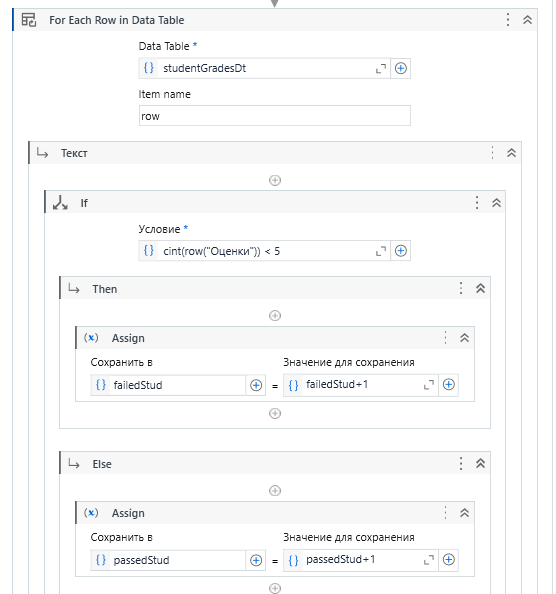 For Each Row in Data Table
Data Table *
{} studentGradesDt
Item name
row
Текст
If
Условие *
{} cint(row("Оценки")) < 5
Then
(x) Assign
Сохранить в Значение для сохранения
{} failedStud = {} failedStud+1
Else
(x) Assign
Сохранить в Значение для сохранения
{} passedStud = {} passedStud+1